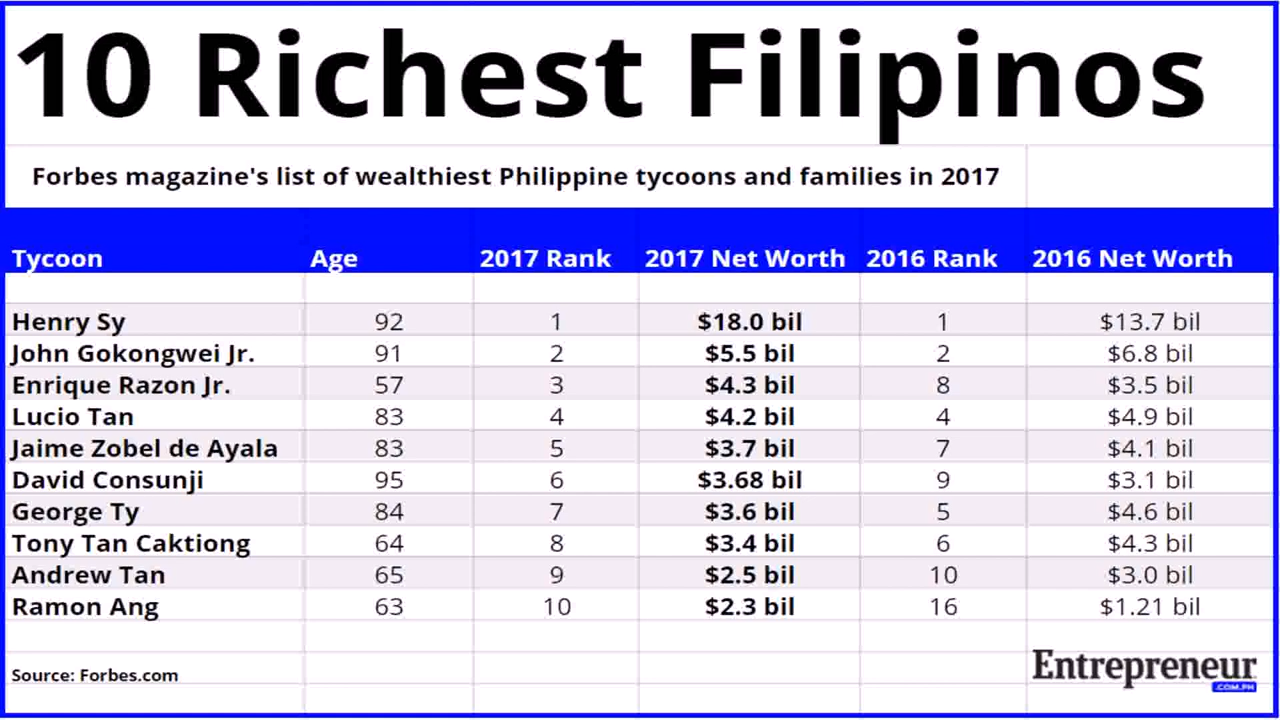 10 Richest Filipinos
Forbes magazine's list of wealthiest Philippine tycoons and families in 2017
Tycoon Age 2017 Rank 2017 Net Worth 2016 Rank 2016 Net Worth
Henry Sy 92 1 $18.0 bil 1 $13.7 bil
John Gokongwei Jr. 91 2 $5.5 bil 2 $6.8 bil
Enrique Razon Jr. 57 3 $4.3 bil 8 $3.5 bil
Lucio Tan 83 4 $4.2 bil 4 $4.9 bil
Jaime Zobel de Ayala 83 5 $3.7 bil 7 $4.1 bil
David Consunji 95 6 $3.68 bil 9 $3.1 bil
George Ty 84 7 $3.6 bil 5 $4.6 bil
Tony Tan Caktiong 64 8 $3.4 bil 6 $4.3 bil
Andrew Tan 65 9 $2.5 bil 10 $3.0 bil
Ramon Ang 63 10 $2.3 bil 16 $1.21 bil
Source: Forbes.com Entrepreneur
.COM.PH